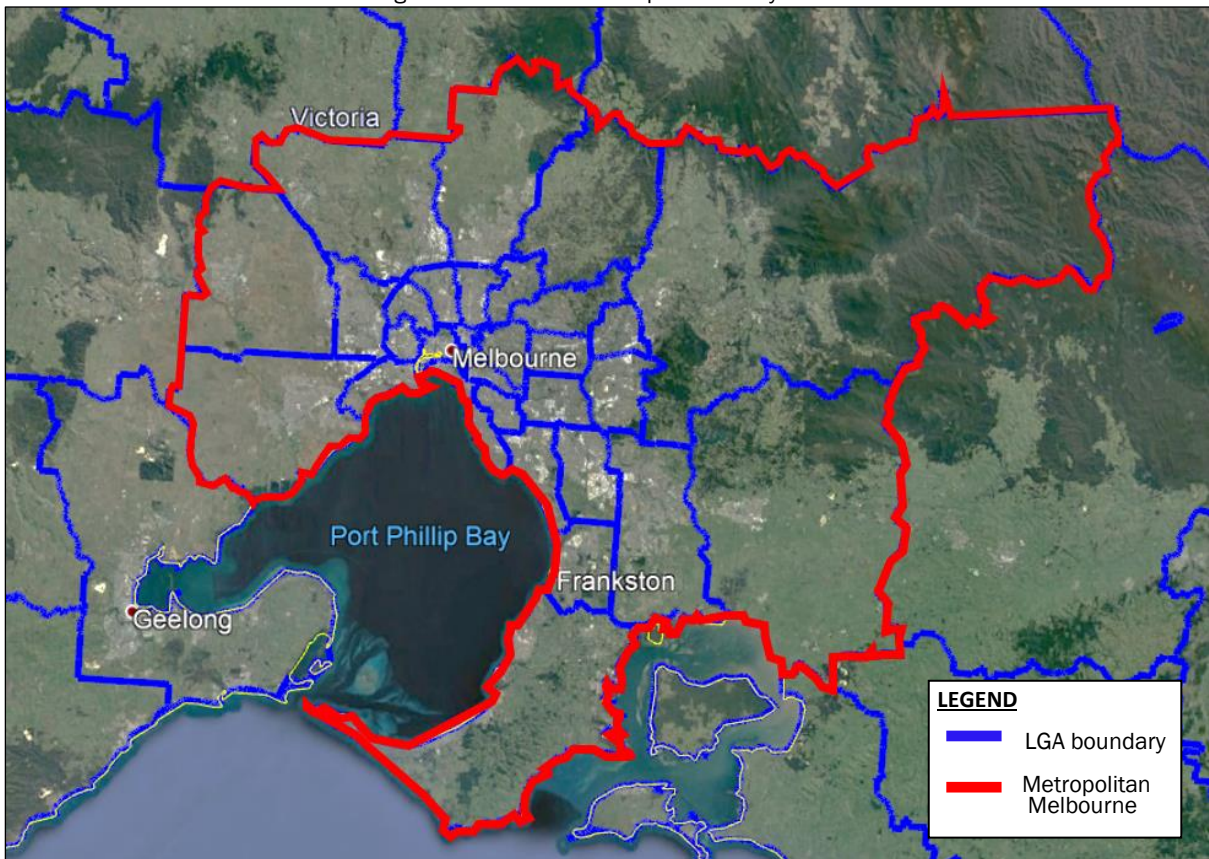 Victoria
Melbourne
Port Phillip Bay
Frankston
Geelong
LEGEND
LGA boundary
Metropolitan
Melbourne